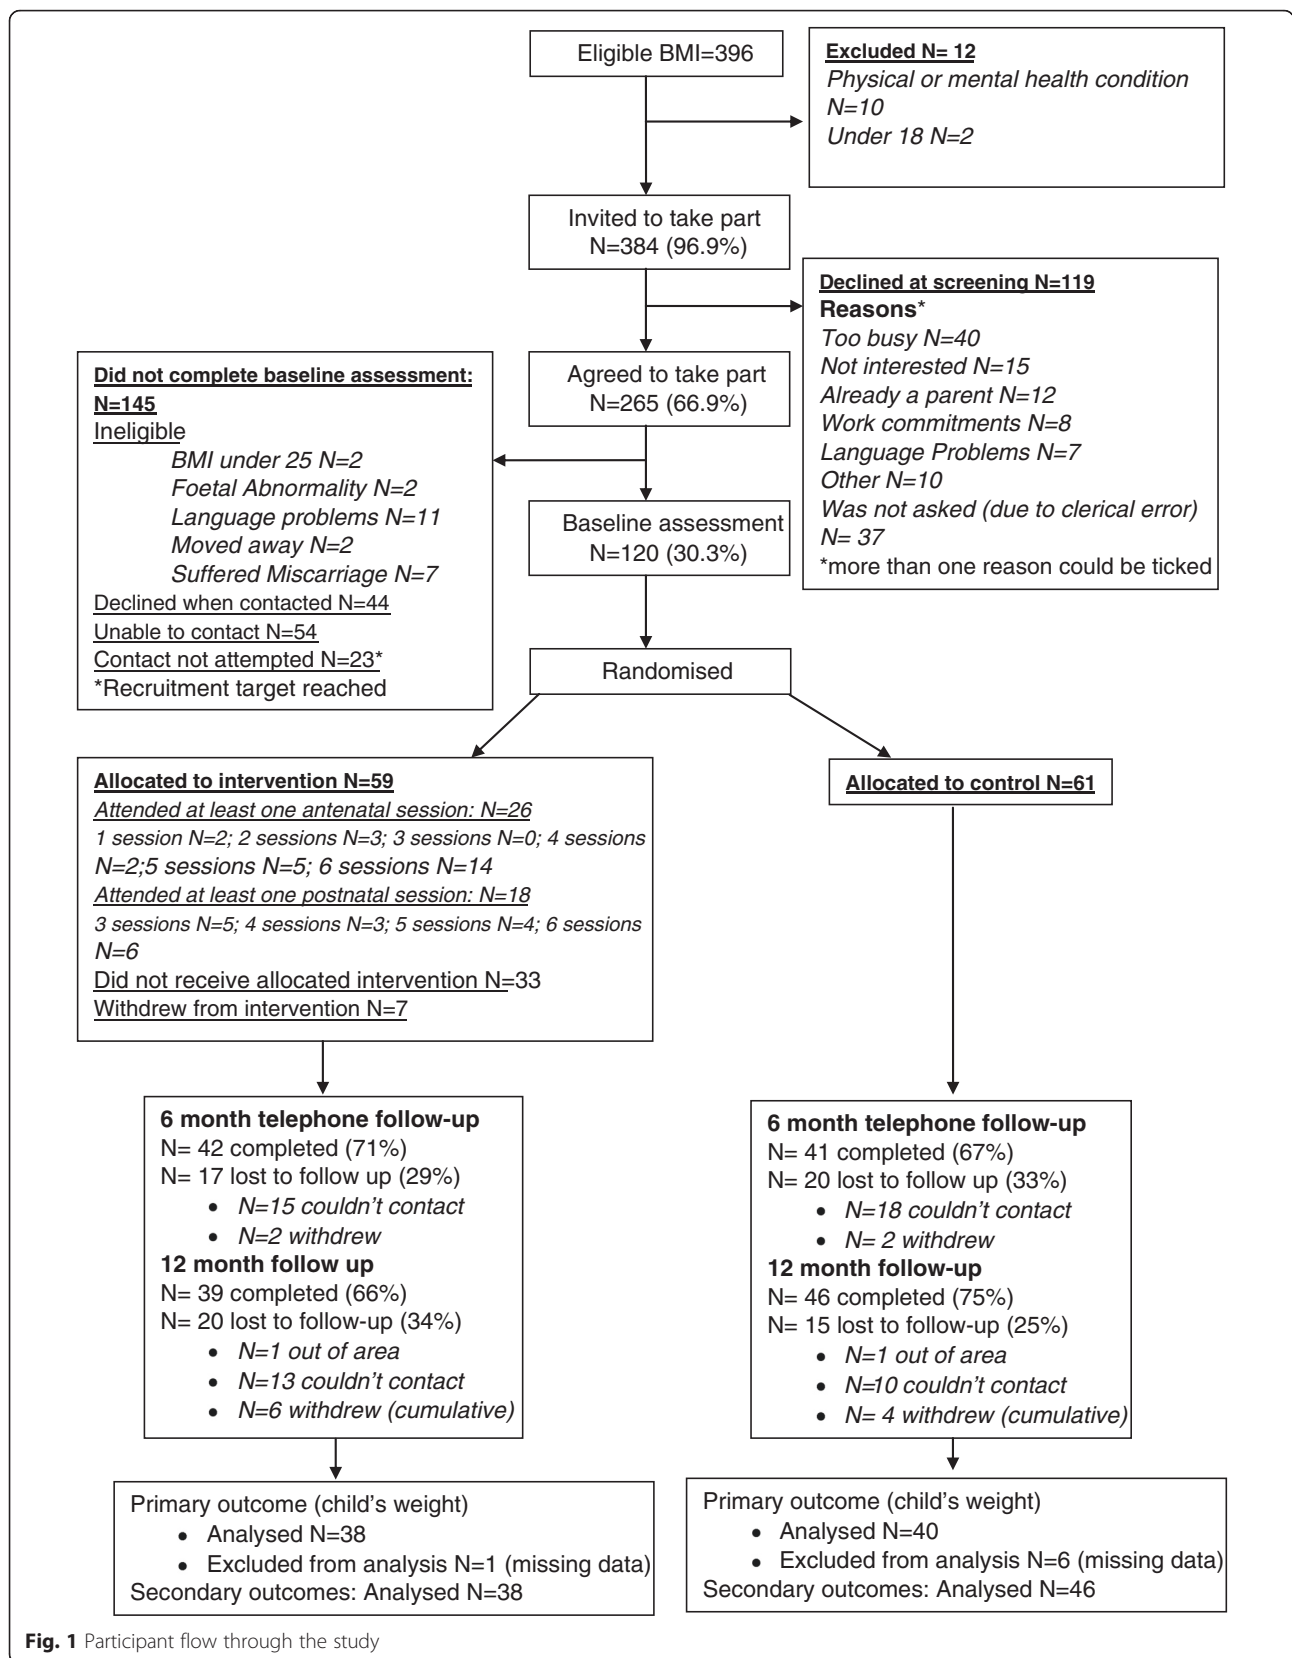 Eligible BMI=396
Excluded N= 12
Physical or mental health condition
N=10
Under 18 N=2
Invited to take part
N=384 (96.9%)
Declined at screening N=119
Reasons*
Too busy N=40
Not interested N=15
Already a parent N=12
Work commitments N=8
Language Problems N=7
Other N=10
Was not asked (due to clerical error)
N= 37
*more than one reason could be ticked
Agreed to take part
N=265 (66.9%)
Did not complete baseline assessment:
N=145
Ineligible
BMI under 25 N=2
Foetal Abnormality N=2
Language problems N=11
Moved away N=2
Suffered Miscarriage N=7
Declined when contacted N=44
Unable to contact N=54
Contact not attempted N=23*
*Recruitment target reached
Baseline assessment
N=120 (30.3%)
Randomised
Allocated to intervention N=59
Attended at least one antenatal session: N=26
1 session N=2; 2 sessions N=3; 3 sessions N=0; 4 sessions
N=2;5 sessions N=5; 6 sessions N=14
Attended at least one postnatal session: N=18
3 sessions N=5; 4 sessions N=3; 5 sessions N=4; 6 sessions
N=6
Did not receive allocated intervention N=33
Withdrew from intervention N=7
Allocated to control N=61
6 month telephone follow-up
N= 42 completed (71%)
N= 17 lost to follow up (29%)
• N=15 couldn't contact
• N=2 withdrew
12 month follow up
N= 39 completed (66%)
N= 20 lost to follow-up (34%)
• N=1 out of area
• N=13 couldn't contact
• N=6 withdrew (cumulative)
6 month telephone follow-up
N= 41 completed (67%)
N= 20 lost to follow up (33%)
• N=18 couldn't contact
• N= 2 withdrew
12 month follow-up
N= 46 completed (75%)
N= 15 lost to follow-up (25%)
• N=1 out of area
• N=10 couldn't contact
• N= 4 withdrew (cumulative)
Primary outcome (child's weight)
• Analysed N=38
• Excluded from analysis N=1 (missing data)
Secondary outcomes: Analysed N=38
Primary outcome (child's weight)
• Analysed N=40
• Excluded from analysis N=6 (missing data)
Secondary outcomes: Analysed N=46
Fig. 1 Participant flow through the study